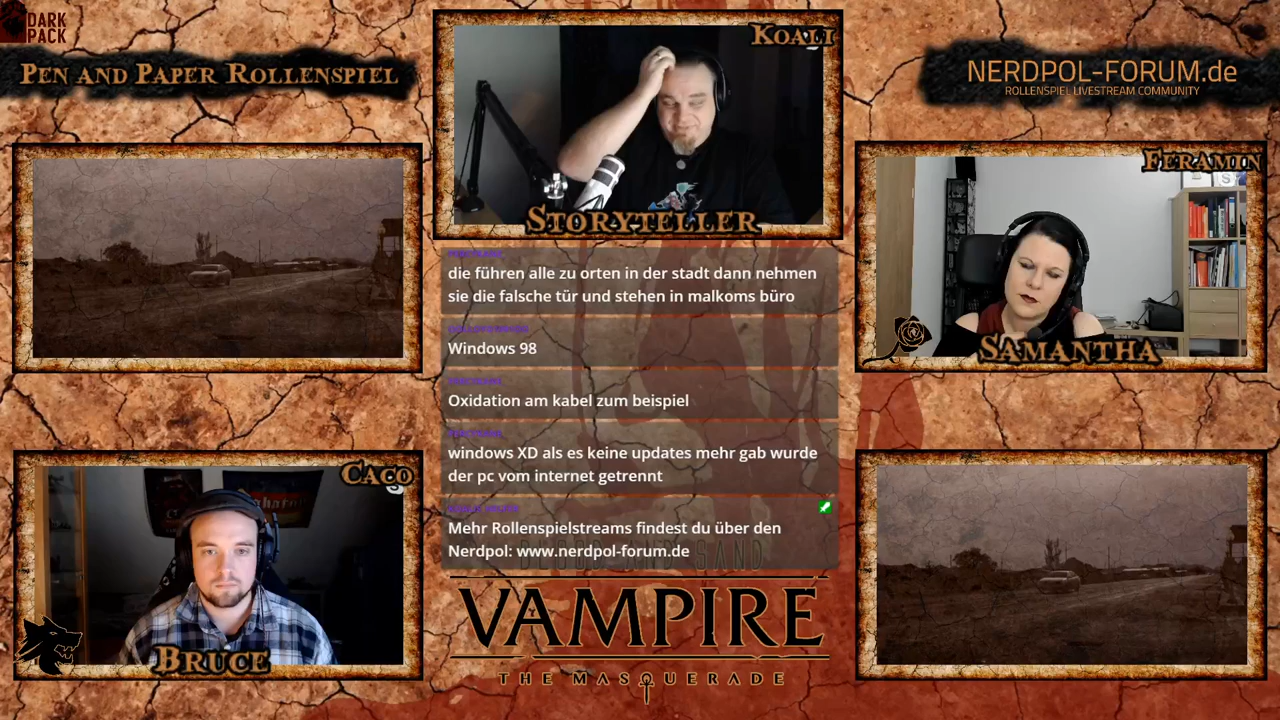 DARK
PACK
PEN AND PAPER ROLLENSPIEL
KOALI
STORYTELLER
NERDPOL-FORUM.de
ROLLENSPIEL LIVESTREAM COMMUNITY
FERAMIN
SAMANTHA
die führen alle zu orten in der stadt dann nehmen
sie die falsche tür und stehen in malkoms büro
Windows 98
Oxidation am kabel zum beispiel
windows XD als es keine updates mehr gab wurde
der pc vom internet getrennt
Mehr Rollenspielstreams findest du über den
Nerdpol: www.nerdpol-forum.de
BLOOD AND SAND
CACO
BRUCE
VAMPIRE
THE MASQUERADE